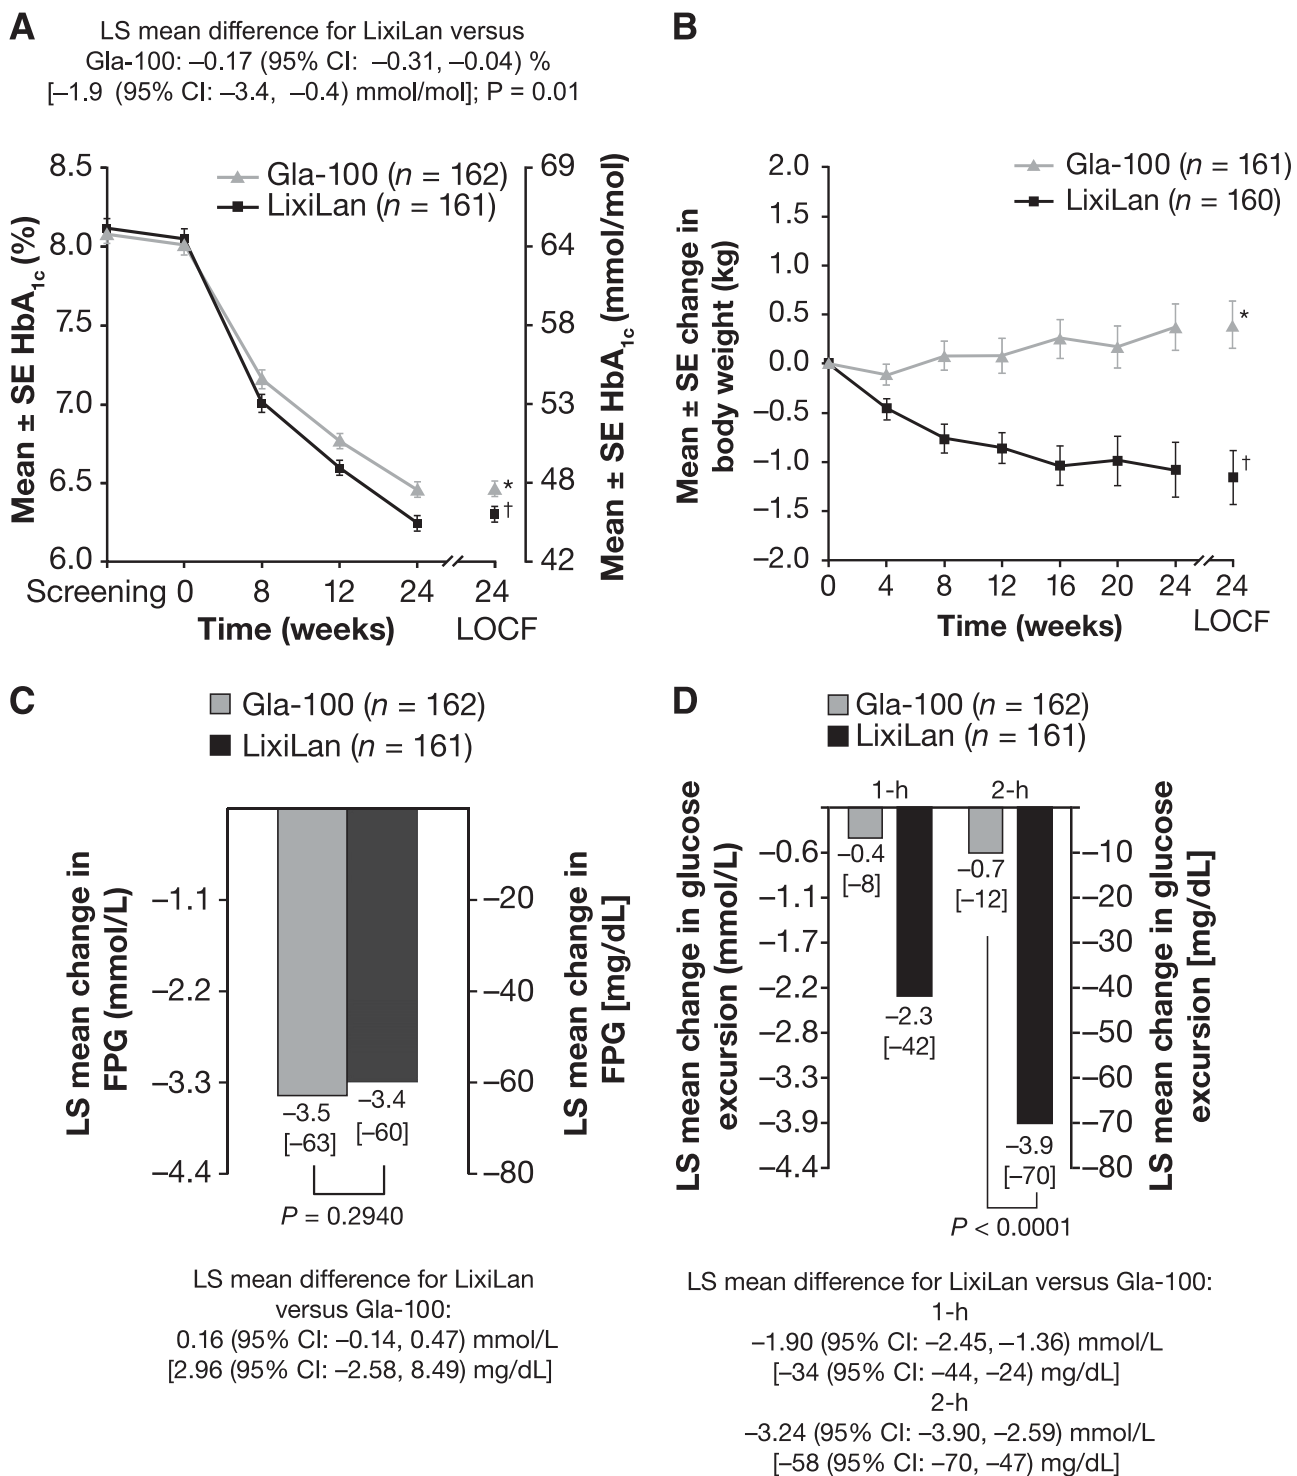 A
LS mean difference for LixiLan versus
Gla-100: –0.17 (95% CI: –0.31, –0.04) %
[–1.9 (95% CI: –3.4, –0.4) mmol/mol]; P = 0.01
Mean ± SE HbA1c (%)
8.5
8.0
7.5
7.0
6.5
6.0
Gla-100 (n = 162)
LixiLan (n = 161)
69
64
58
53
48
42
Mean ± SE HbA1c (mmol/mol)
*
†
Screening 0 8 12 24 24
Time (weeks) LOCF
B
Mean ± SE change in
body weight (kg)
2.0
1.5
1.0
0.5
0.0
–0.5
–1.0
–1.5
–2.0
Gla-100 (n = 161)
LixiLan (n = 160)
*
†
0 4 8 12 16 20 24 24
Time (weeks) LOCF
C
Gla-100 (n = 162)
LixiLan (n = 161)
LS mean change in
FPG (mmol/L)
–1.1
–2.2
–3.3
–4.4
–3.5
[–63]
–3.4
[–60]
–20
–40
–60
–80
LS mean change in
FPG [mg/dL]
P = 0.2940
LS mean difference for LixiLan
versus Gla-100:
0.16 (95% CI: –0.14, 0.47) mmol/L
[2.96 (95% CI: –2.58, 8.49) mg/dL]
D
Gla-100 (n = 162)
LixiLan (n = 161)
LS mean change in glucose
excursion (mmol/L)
1-h 2-h
–0.6
–1.1
–1.7
–2.2
–2.8
–3.3
–3.9
–4.4
–0.4
[–8]
–2.3
[–42]
–0.7
[–12]
–3.9
[–70]
–10
–20
–30
–40
–50
–60
–70
–80
LS mean change in glucose
excursion [mg/dL]
P < 0.0001
LS mean difference for LixiLan versus Gla-100:
1-h
–1.90 (95% CI: –2.45, –1.36) mmol/L
[–34 (95% CI: –44, –24) mg/dL]
2-h
–3.24 (95% CI: –3.90, –2.59) mmol/L
[–58 (95% CI: –70, –47) mg/dL]